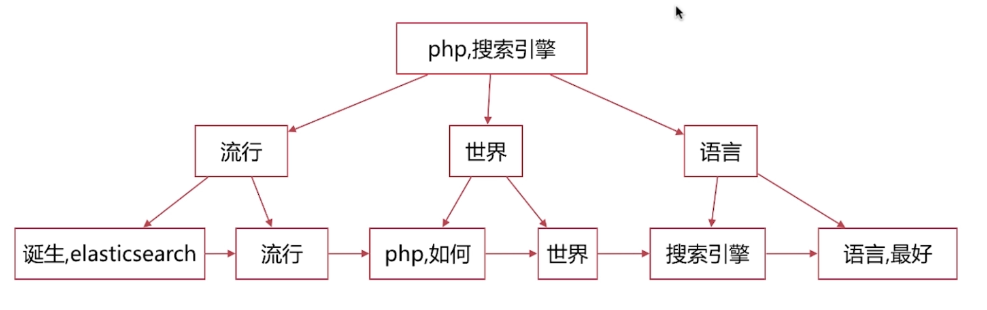 php,搜索引擎
流行
世界
语言
诞生,elasticsearch
流行
php,如何
世界
搜索引擎
语言,最好